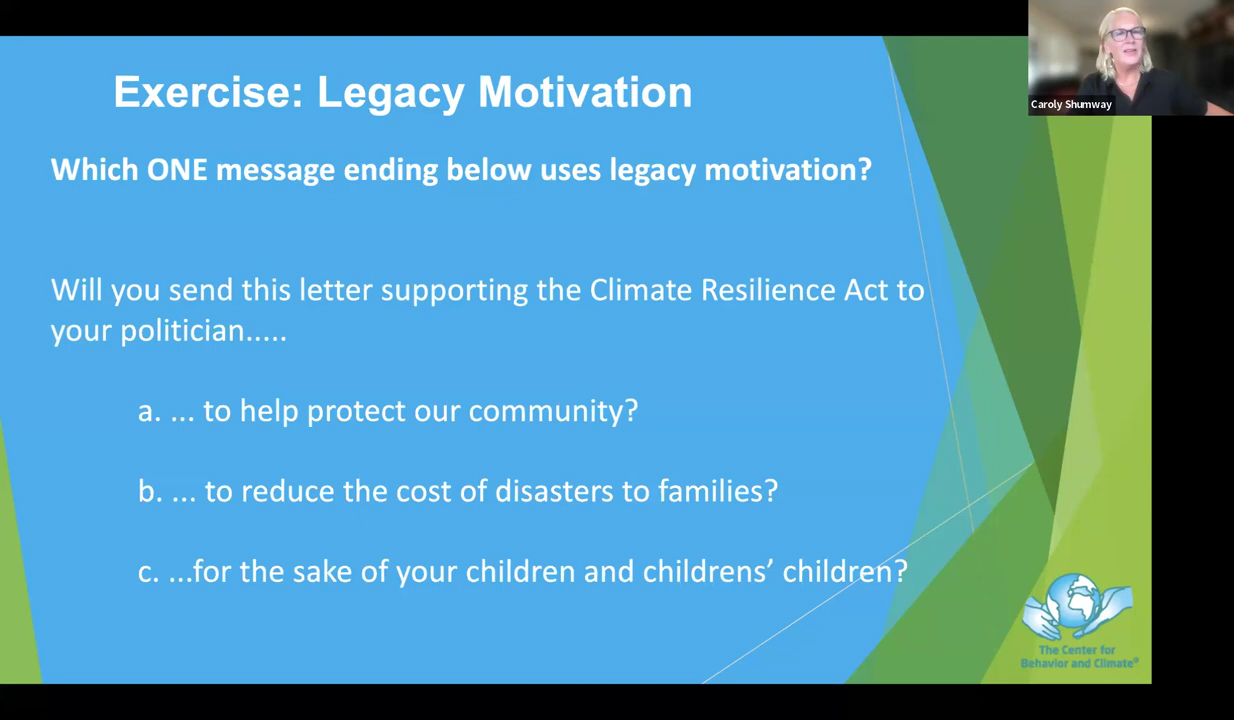 Exercise: Legacy Motivation
Caroly Shumway
Which ONE message ending below uses legacy motivation?
Will you send this letter supporting the Climate Resilience Act to
your politician.....
a. ... to help protect our community?
b. ... to reduce the cost of disasters to families?
c. ...for the sake of your children and childrens’ children?
The Center for
Behavior and Climate®